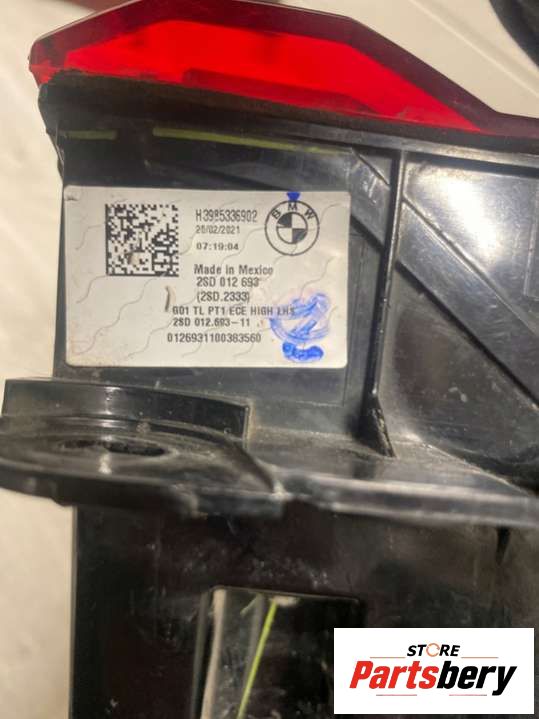 H3985336902
BMW
20/02/2021
07:19:04
Made in Mexico
2SD 012 693
(2SD.2333)
G01 TL PT1 ECE HIGH LHS
2SD 012.693-11
0126931100383560
STORE
Partsbery